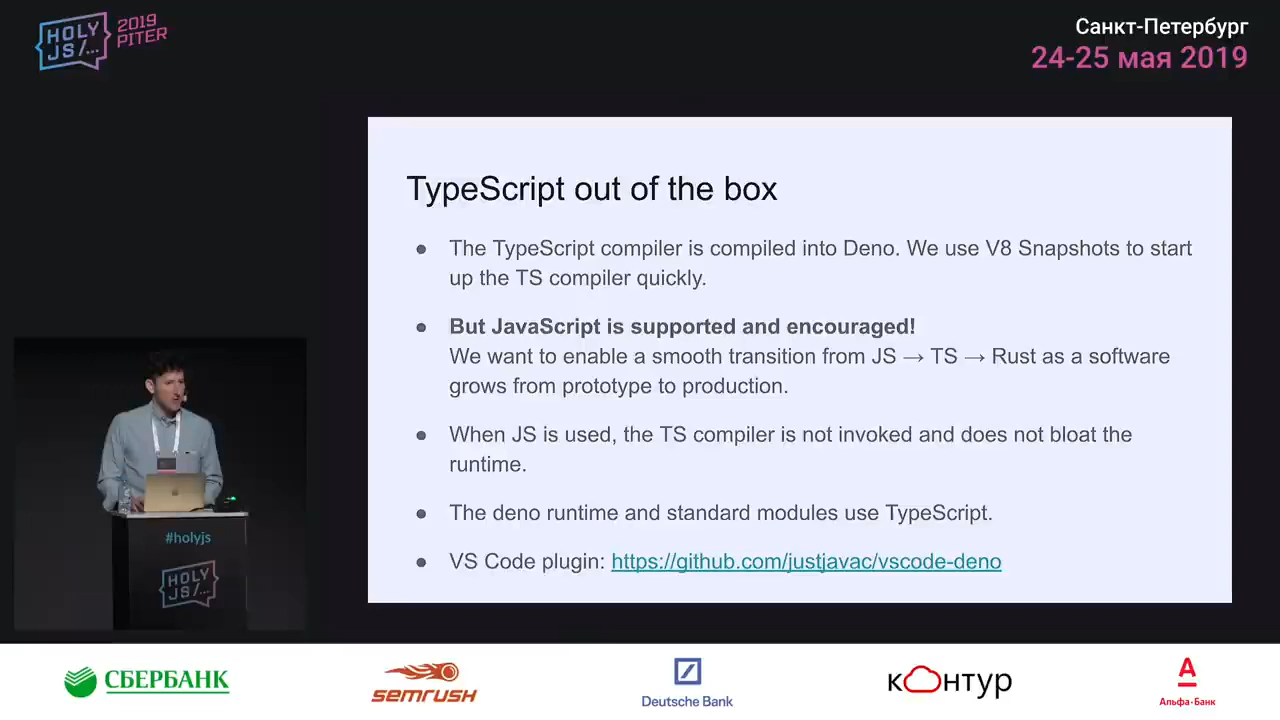 HOLY
JS/...
2019
PITER
Санкт-Петербург
24-25 мая 2019
TypeScript out of the box
● The TypeScript compiler is compiled into Deno. We use V8 Snapshots to start
up the TS compiler quickly.
● But JavaScript is supported and encouraged!
We want to enable a smooth transition from JS → TS → Rust as a software
grows from prototype to production.
● When JS is used, the TS compiler is not invoked and does not bloat the
runtime.
● The deno runtime and standard modules use TypeScript.
● VS Code plugin: https://github.com/justjavac/vscode-deno
#holyjs
HOLY
JS/...
СБЕРБАНК
semrush
Deutsche Bank
кОнтур
А
Альфа·Банк